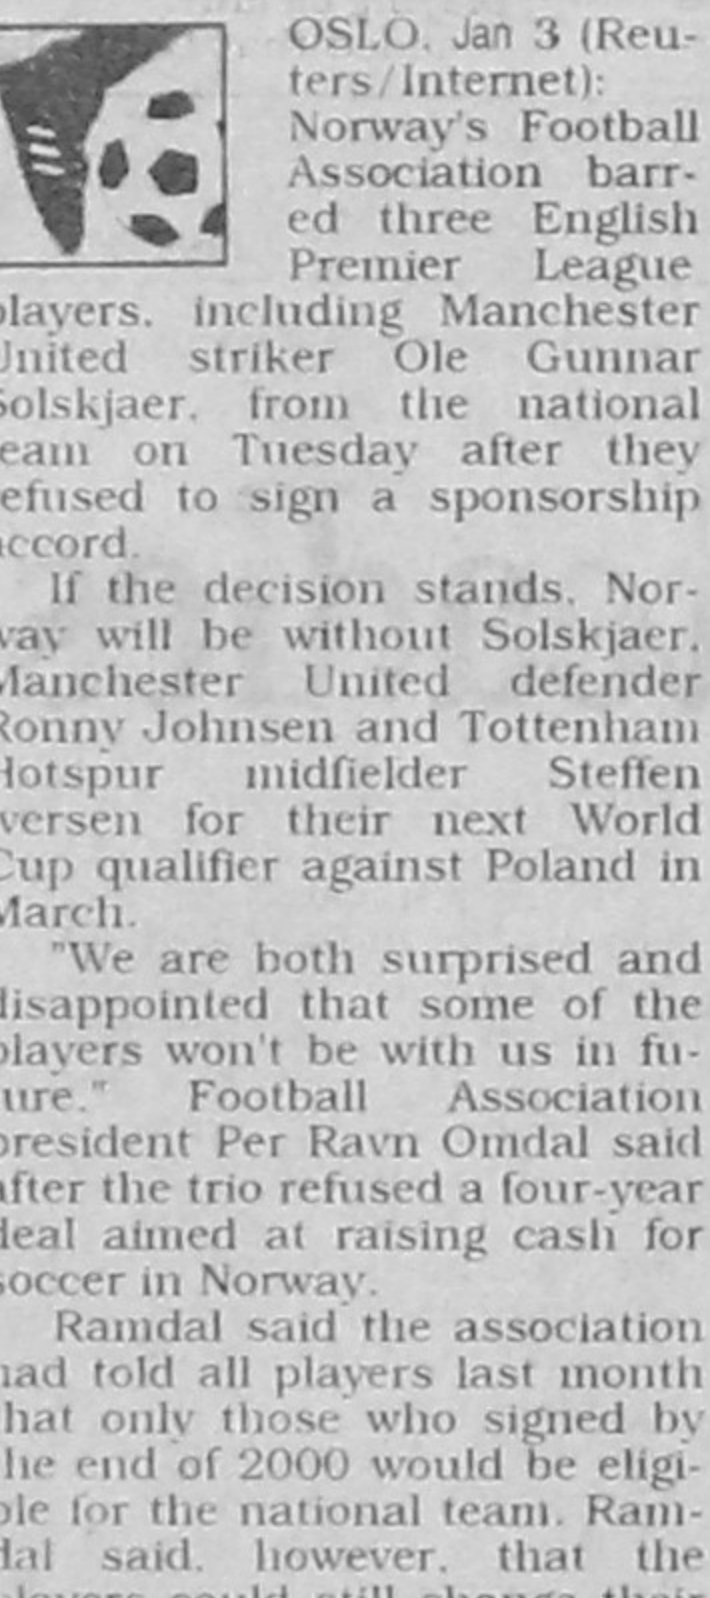 OSLO, Jan 3 (Reu-
ters/Internet):
Norway's Football
Association barr-
ed three English
Premier League
players, including Manchester
United striker Ole Gunnar
Solskjaer, from the national
team on Tuesday after they
refused to sign a sponsorship
accord.
If the decision stands, Nor-
way will be without Solskjaer,
Manchester United defender
Ronny Johnsen and Tottenham
Hotspur midfielder Steffen
Iversen for their next World
Cup qualifier against Poland in
March.
"We are both surprised and
disappointed that some of the
players won't be with us in fu-
ture." Football Association
president Per Ravn Omdal said
after the trio refused a four-year
deal aimed at raising cash for
soccer in Norway.
Ramdal said the association
had told all players last month
that only those who signed by
the end of 2000 would be eligi-
ble for the national team. Ram-
dal said, however, that the
players could still change their